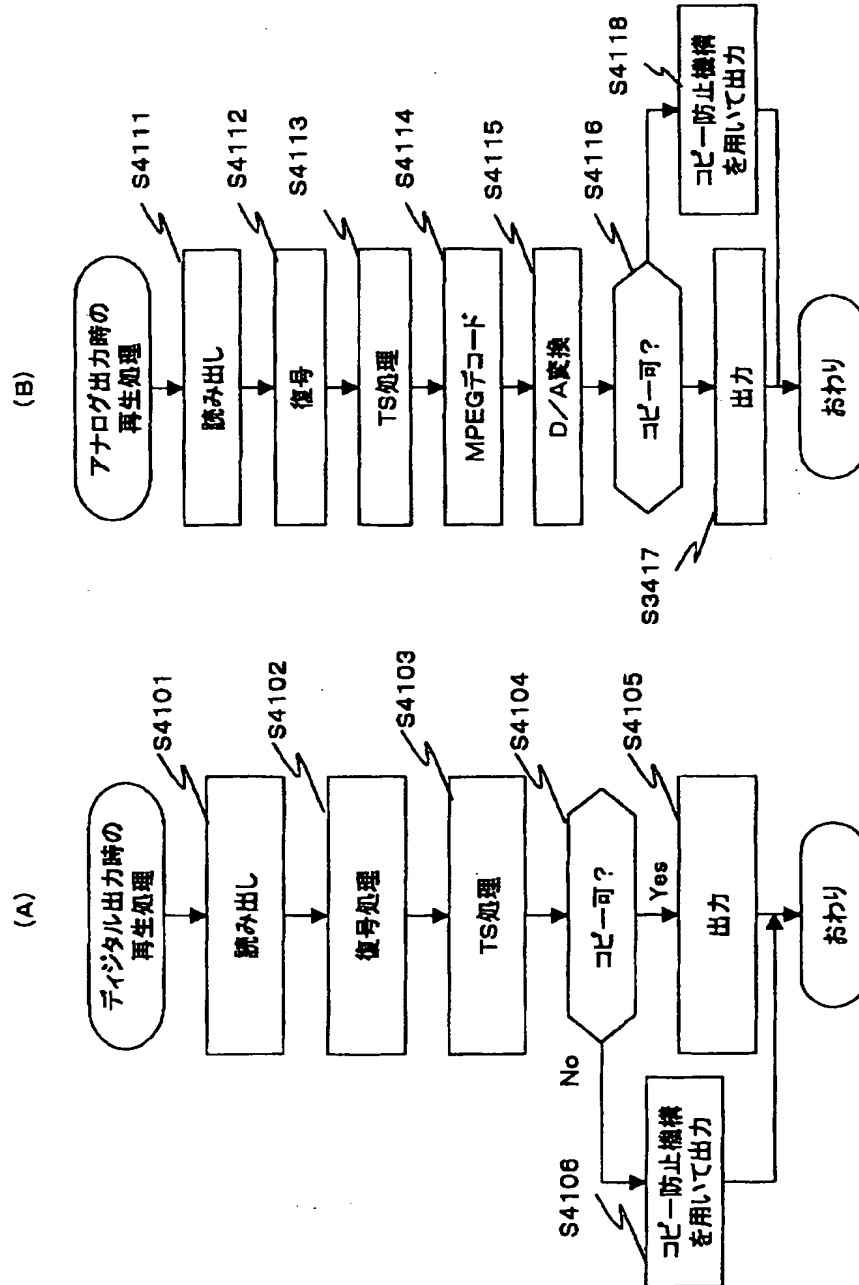 (A)
ディジタル出力時の
再生処理
読み出し
S4101
復号処理
S4102
TS処理
S4103
コピー可?
S4104
No
Yes
出力
S4105
コピー防止機構
を用いて出力
S4106
おわり
(B)
アナログ出力時の
再生処理
読み出し
S4111
復号
S4112
TS処理
S4113
MPEGデコード
S4114
D/A変換
S4115
コピー可?
S4116
出力
S3417
コピー防止機構
を用いて出力
S4118
おわり